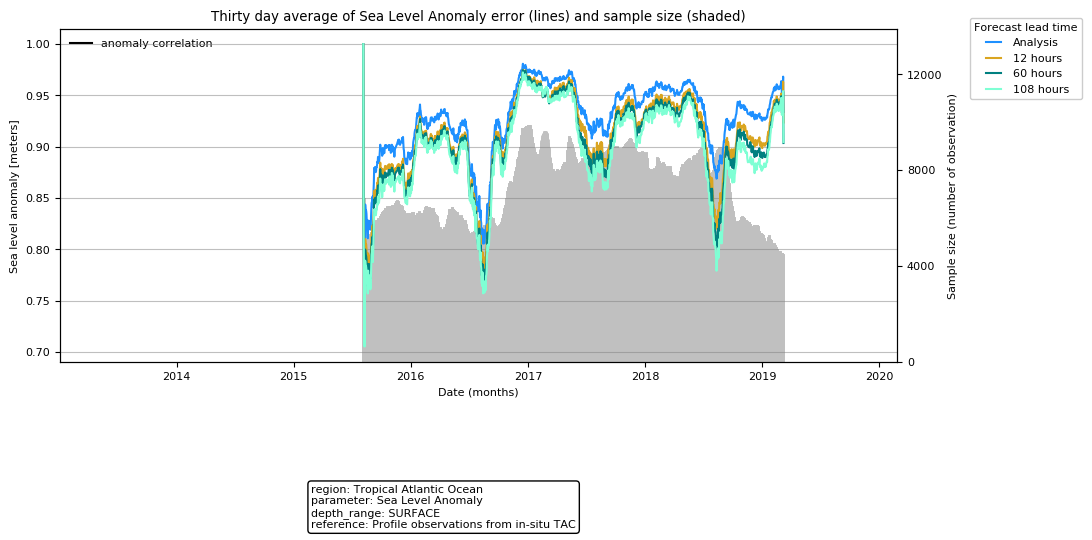 Thirty day average of Sea Level Anomaly error (lines) and sample size (shaded)
anomaly correlation
1.00
0.95
0.90
0.85
0.80
0.75
0.70
Sea level anomaly [meters]
12000
8000
4000
0
Sample size (number of observation)
2014
2015
2016
2017
2018
2019
2020
Date (months)
Forecast lead time
Analysis
12 hours
60 hours
108 hours
region: Tropical Atlantic Ocean
parameter: Sea Level Anomaly
depth_range: SURFACE
reference: Profile observations from in-situ TAC